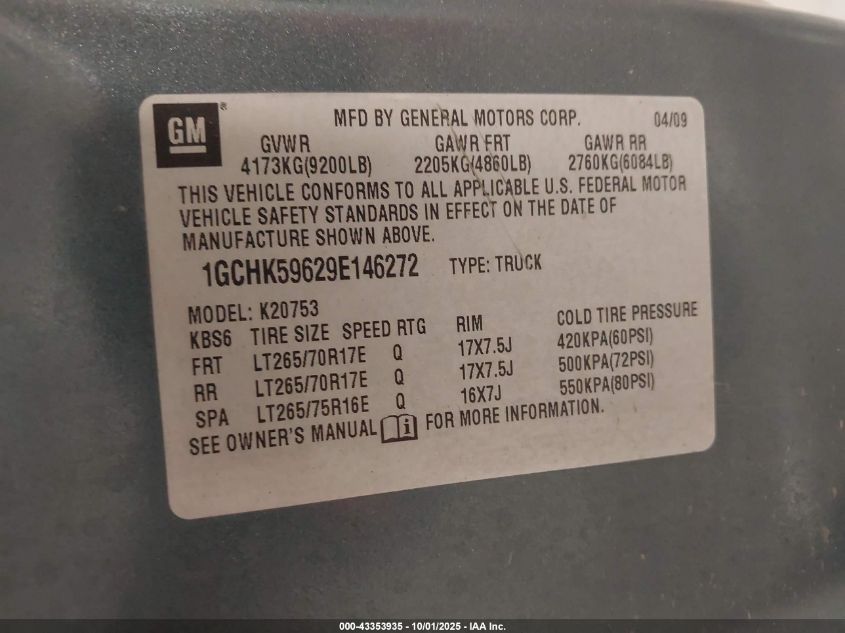 GM® MFD BY GENERAL MOTORS CORP. 04/09
GVWR GAWR FRT GAWR RR
4173KG(9200LB) 2205KG(4860LB) 2760KG(6084LB)
THIS VEHICLE CONFORMS TO ALL APPLICABLE U.S. FEDERAL MOTOR
VEHICLE SAFETY STANDARDS IN EFFECT ON THE DATE OF
MANUFACTURE SHOWN ABOVE.
1GCHK59629E146272 TYPE: TRUCK
MODEL: K20753
KBS6 TIRE SIZE SPEED RTG RIM COLD TIRE PRESSURE
FRT LT265/70R17E Q 17X7.5J 420KPA(60PSI)
RR LT265/70R17E Q 17X7.5J 500KPA(72PSI)
SPA LT265/75R16E Q 16X7J 550KPA(80PSI)
SEE OWNER'S MANUAL i FOR MORE INFORMATION.
000-43353935 - 10/01/2025 - IAA Inc.